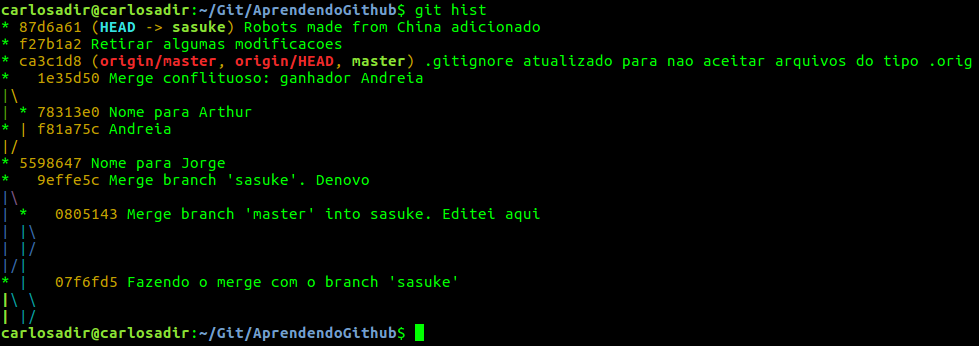 carlosadir@carlosadir:~/Git/AprendendoGithub$ git hist
* 87d6a61 (HEAD -> sasuke) Robots made from China adicionado
* f27b1a2 Retirar algumas modificacoes
* ca3c1d8 (origin/master, origin/HEAD, master) .gitignore atualizado para nao aceitar arquivos do tipo .orig
*   1e35d50 Merge conflituoso: ganhador Andreia
|\
| * 78313e0 Nome para Arthur
* | f81a75c Andreia
|/
* 5598647 Nome para Jorge
*   9effe5c Merge branch 'sasuke'. Denovo
|\
| *   0805143 Merge branch 'master' into sasuke. Editei aqui
| |\
| |/
|/|
* |   07f6fd5 Fazendo o merge com o branch 'sasuke'
|\ \
| |/
carlosadir@carlosadir:~/Git/AprendendoGithub$